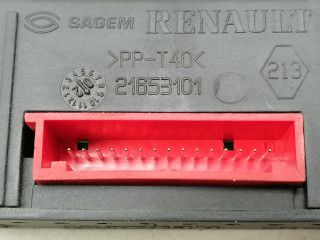 SAGEM RENAULT
>PP-T40<
21653101
213